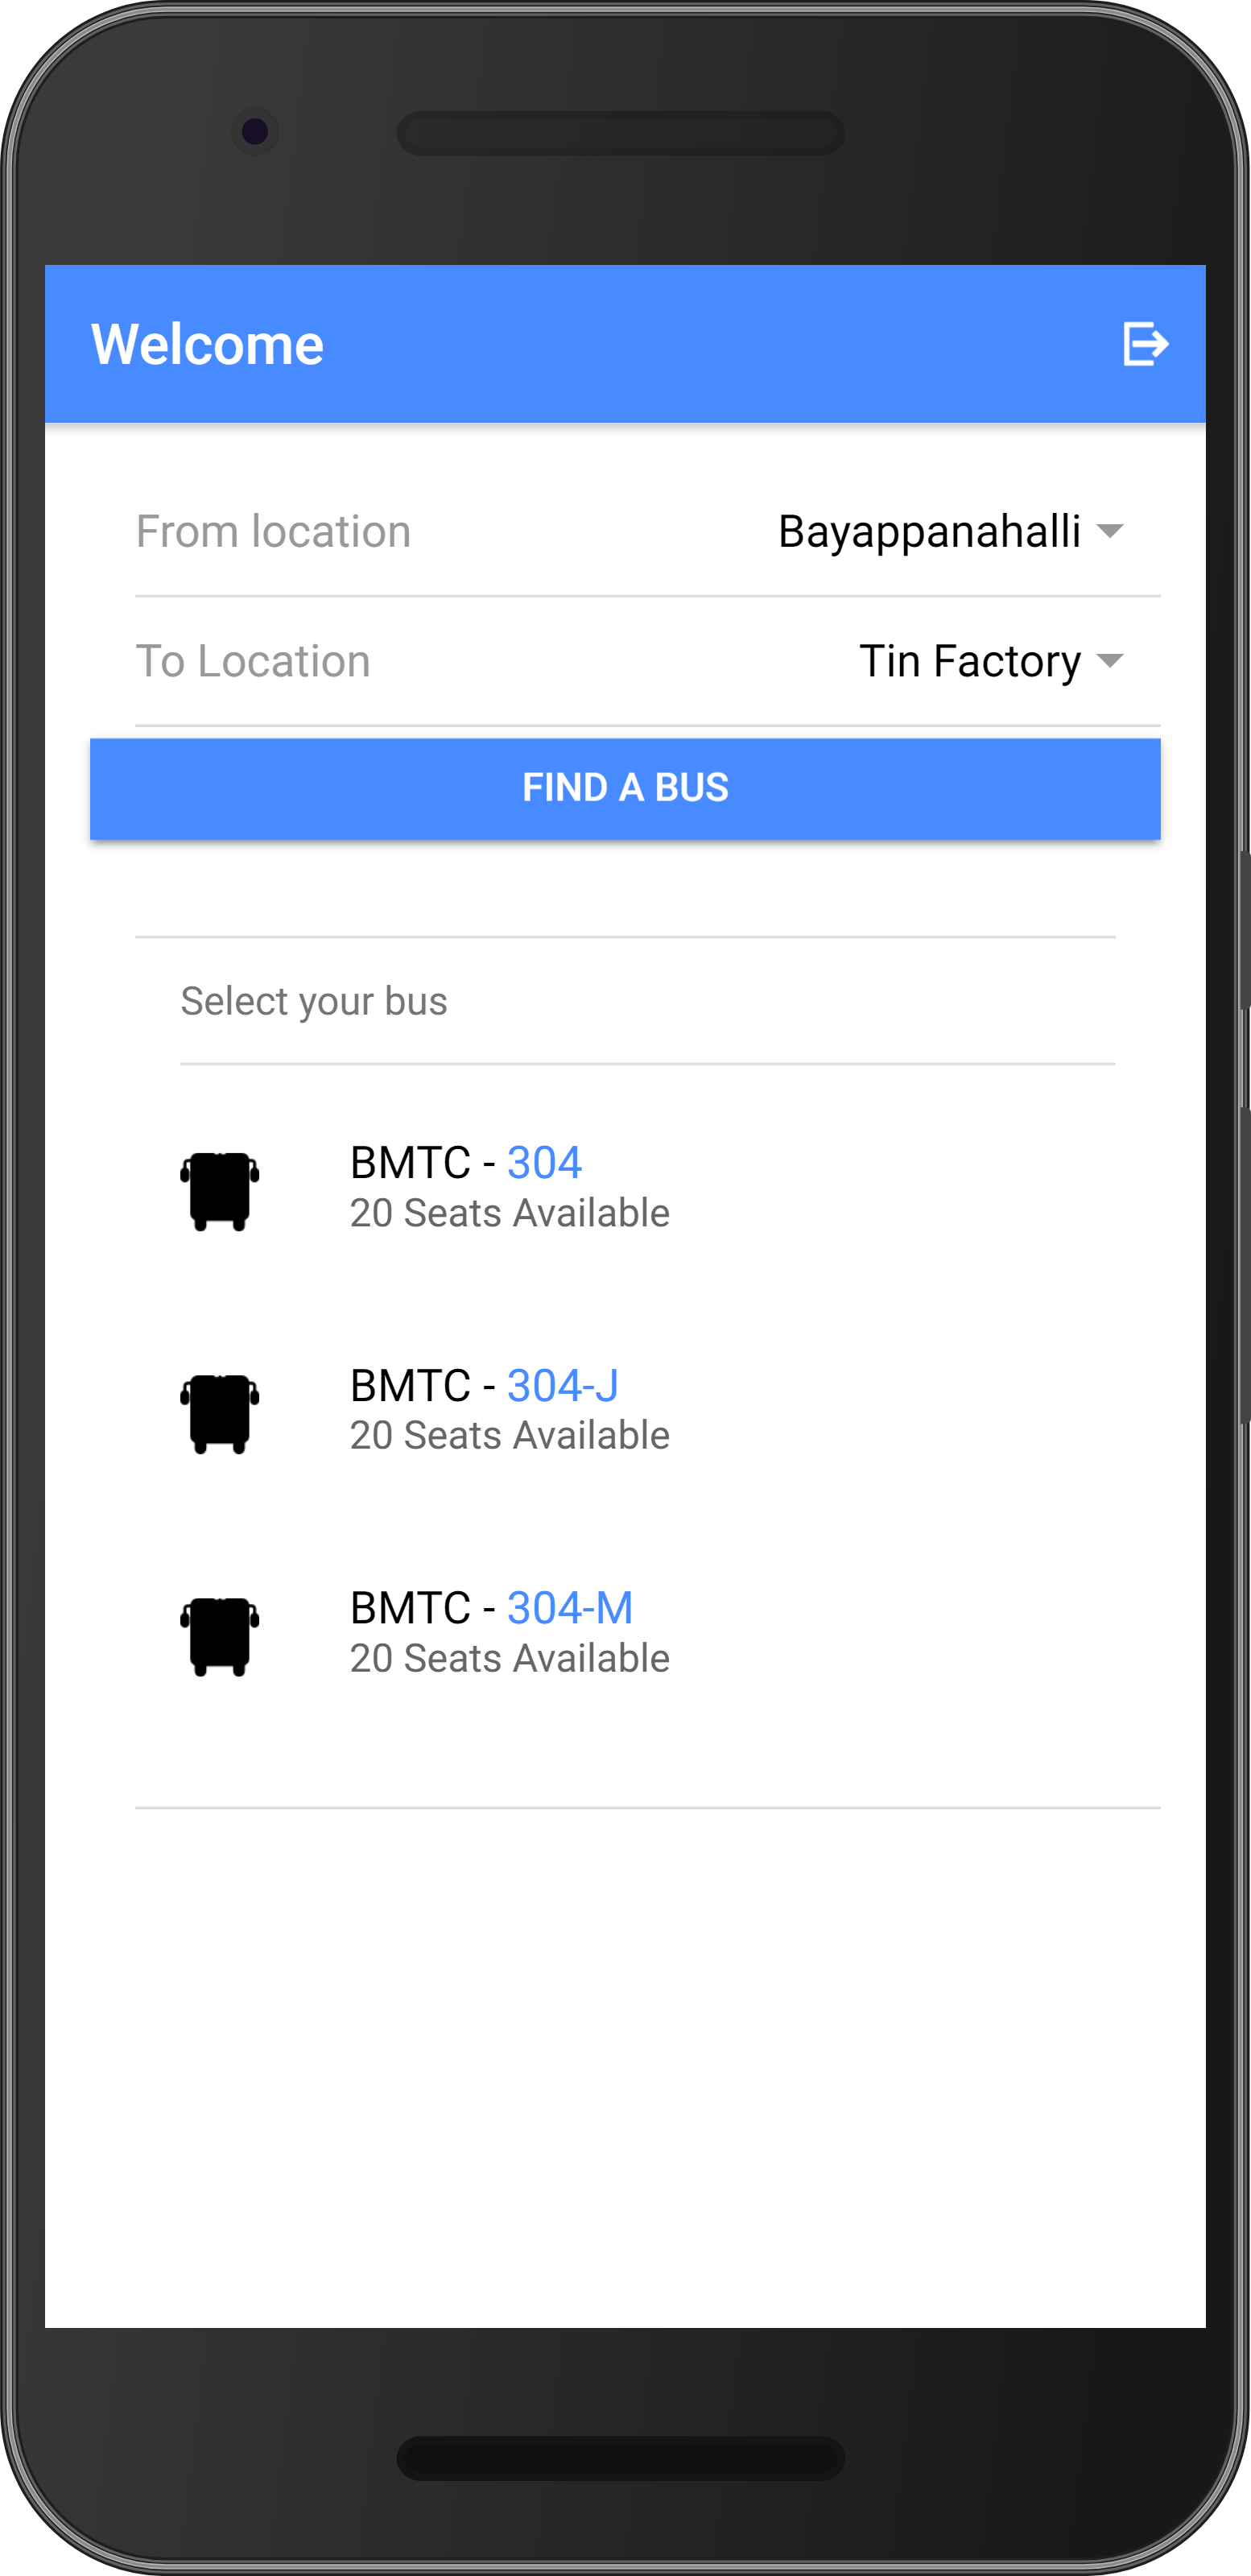 Welcome
From location Bayappanahalli
To Location Tin Factory
FIND A BUS
Select your bus
BMTC - 304
20 Seats Available
BMTC - 304-J
20 Seats Available
BMTC - 304-M
20 Seats Available